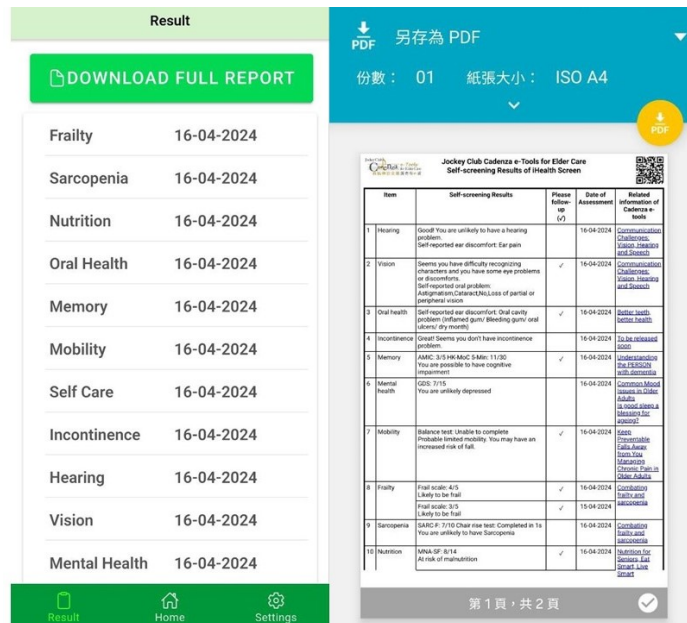 Result
DOWNLOAD FULL REPORT
Frailty 16-04-2024
Sarcopenia 16-04-2024
Nutrition 16-04-2024
Oral Health 16-04-2024
Memory 16-04-2024
Mobility 16-04-2024
Self Care 16-04-2024
Incontinence 16-04-2024
Hearing 16-04-2024
Vision 16-04-2024
Mental Health 16-04-2024
Result Home Settings
PDF 另存為 PDF
份數： 01 紙張大小： ISO A4
PDF
Jockey Club Cadenza e-Tools for Elder Care
Self-screening Results of iHealth Screen
Item Self-screening Results Please follow-up (√) Date of Assessment Related information of Cadenza e-tools
1 Hearing Good! You are unlikely to have a hearing 16-04-2024 Communication
problem. Challenges:
Self-reported ear discomfort: Ear pain Vision, Hearing
and Speech
2 Vision Seems you have difficulty recognizing √ 16-04-2024 Communication
characters and you have some eye problems Challenges:
or discomforts. Vision, Hearing
Self-reported oral problem: and Speech
Astigmatism,Cataract,No,Loss of partial or
peripheral vision
3 Oral health Self-reported ear discomfort: Oral cavity √ 16-04-2024 Better teeth,
problem (Inflamed gum/ Bleeding gum/ oral better health
ulcers/ dry month)
4 Incontinence Great! Seems you don't have incontinence 16-04-2024 To be released
problem. soon
5 Memory AMIC: 3/5 HK-MoC 5-Min: 11/30 √ 16-04-2024 Understanding
You are possible to have cognitive the PERSON
impairment with dementia
6 Mental GDS: 7/15 16-04-2024 Common Mood
health You are unlikely depressed Issues in Older
Adults
Is good sleep a
blessing for
ageing?
7 Mobility Balance test: Unable to complete √ 16-04-2024 Keep
Probable limited mobility. You may have an Preventable
increased risk of fall. Falls Away
from You
Managing
Chronic Pain in
Older Adults
8 Frailty Frail scale: 4/5 √ 16-04-2024 Combating
Likely to be frail frailty and
sarcopenia
Frail scale: 3/5 √ 15-04-2024
Likely to be frail
9 Sarcopenia SARC-F: 7/10 Chair rise test: Completed in 1s 16-04-2024 Combating
You are unlikely to have Sarcopenia frailty and
sarcopenia
10 Nutrition MNA-SF: 8/14 √ 16-04-2024 Nutrition for
At risk of malnutrition Seniors, Eat
Smart, Live
Smart
第 1 頁，共 2 頁